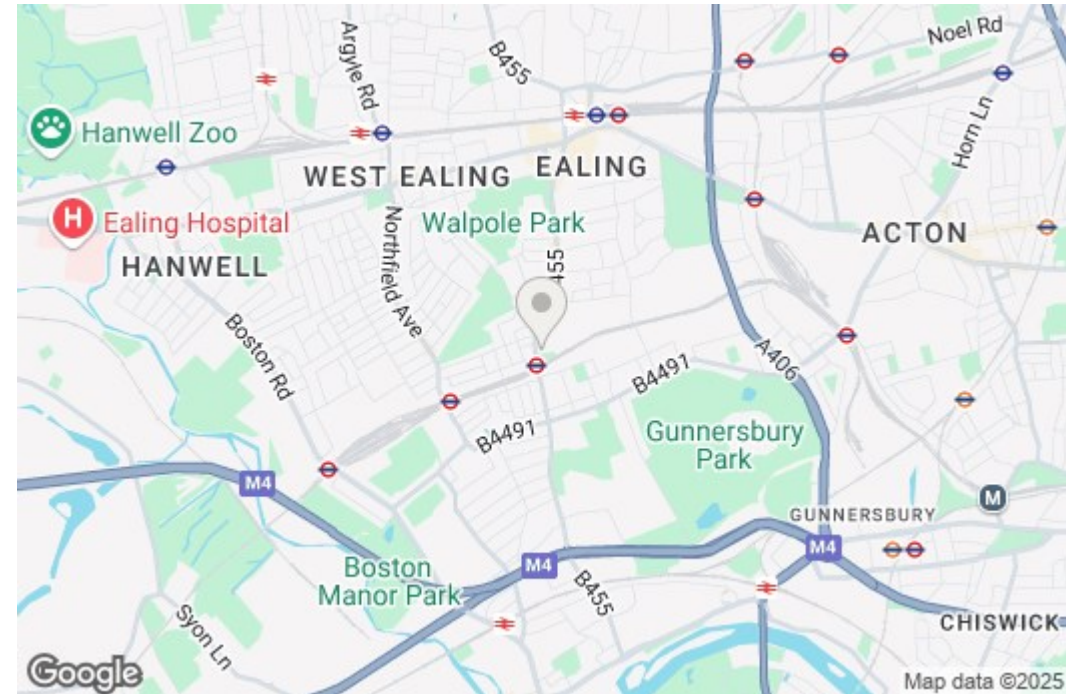 Noel Rd
Argyle Rd
B455
Horn Ln
Hanwell Zoo
WEST EALING
EALING
H
Ealing Hospital
Walpole Park
ACTON
HANWELL
Northfield Ave
455
Boston Rd
A406
B4491
B4491
Gunnersbury
Park
M4
M
GUNNERSBURY
M4
M4
Boston
Manor Park
B455
Syon Ln
CHISWICK
Google
Map data ©2025